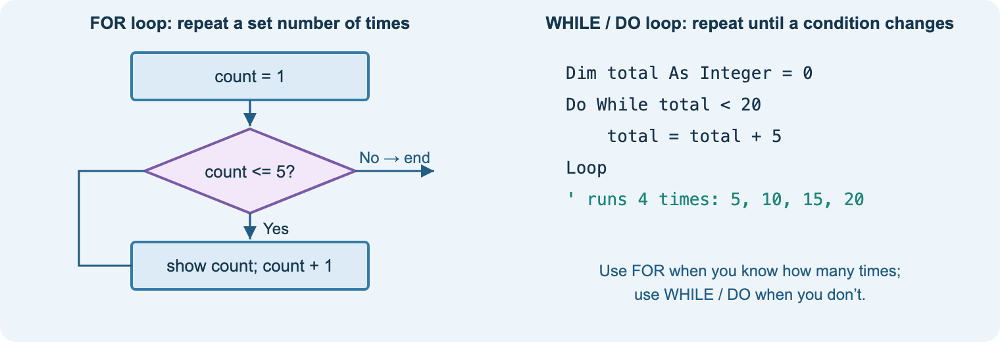 FOR loop: repeat a set number of times
count = 1
count <= 5?
No → end
Yes
show count; count + 1
WHILE / DO loop: repeat until a condition changes
Dim total As Integer = 0
Do While total < 20
    total = total + 5
Loop
' runs 4 times: 5, 10, 15, 20
Use FOR when you know how many times;
use WHILE / DO when you don’t.